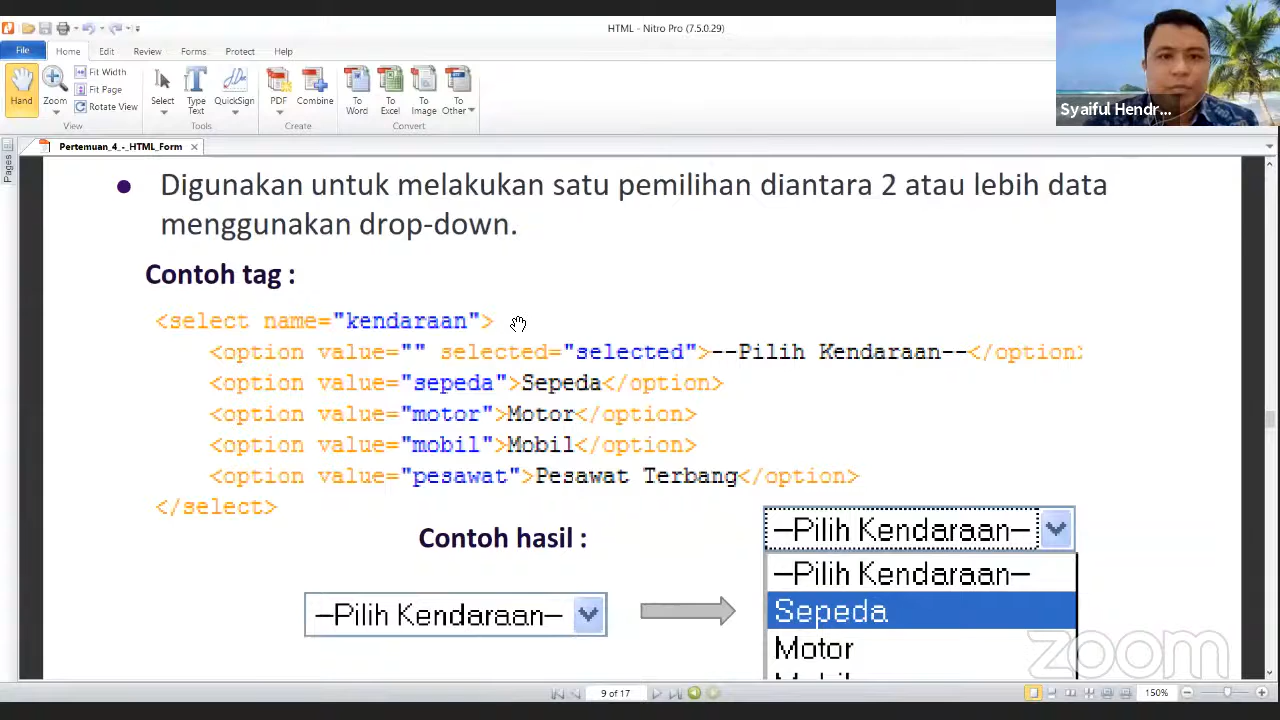 HTML - Nitro Pro (7.5.0.29)
File Home Edit Review Forms Protect Help
Hand
Zoom
Fit Width
Fit Page
Rotate View
View
Select
Type Text
QuickSign
Tools
PDF
Combine
Create
To Word
To Excel
To Image
To Other
Convert
Syaiful Hendr...
Pertemuan_4_-_HTML_Form
Pages
Digunakan untuk melakukan satu pemilihan diantara 2 atau lebih data
menggunakan drop-down.
Contoh tag :
<select name="kendaraan">
<option value="" selected="selected">--Pilih Kendaraan--</option>
<option value="sepeda">Sepeda</option>
<option value="motor">Motor</option>
<option value="mobil">Mobil</option>
<option value="pesawat">Pesawat Terbang</option>
</select>
Contoh hasil :
--Pilih Kendaraan--
--Pilih Kendaraan--
--Pilih Kendaraan--
Sepeda
Motor
zoom
9 of 17
150%